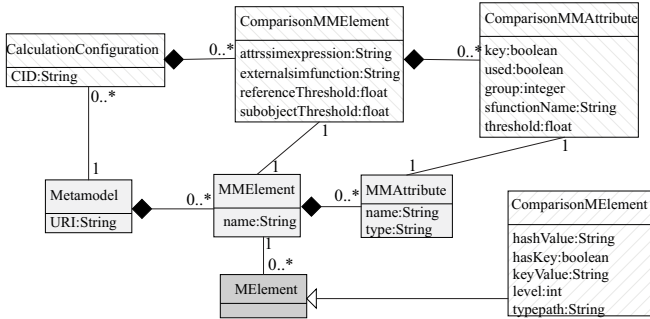 ComparisonMMElement
ComparisonMMAttribute
CalculationConfiguration
CID:String
0..*
attrssimexpression:String
externalsimfunction:String
referenceThreshold:float
subobjectThreshold:float
0..*
key:boolean
used:boolean
group:integer
sfunctionName:String
threshold:float
0..*
1
1
1
1
1
Metamodel
URI:String
0..*
MMElement
name:String
0..*
MMAttribute
name:String
type:String
1
0..*
MElement
ComparisonMElement
hashValue:String
hasKey:boolean
keyValue:String
level:int
typepath:String